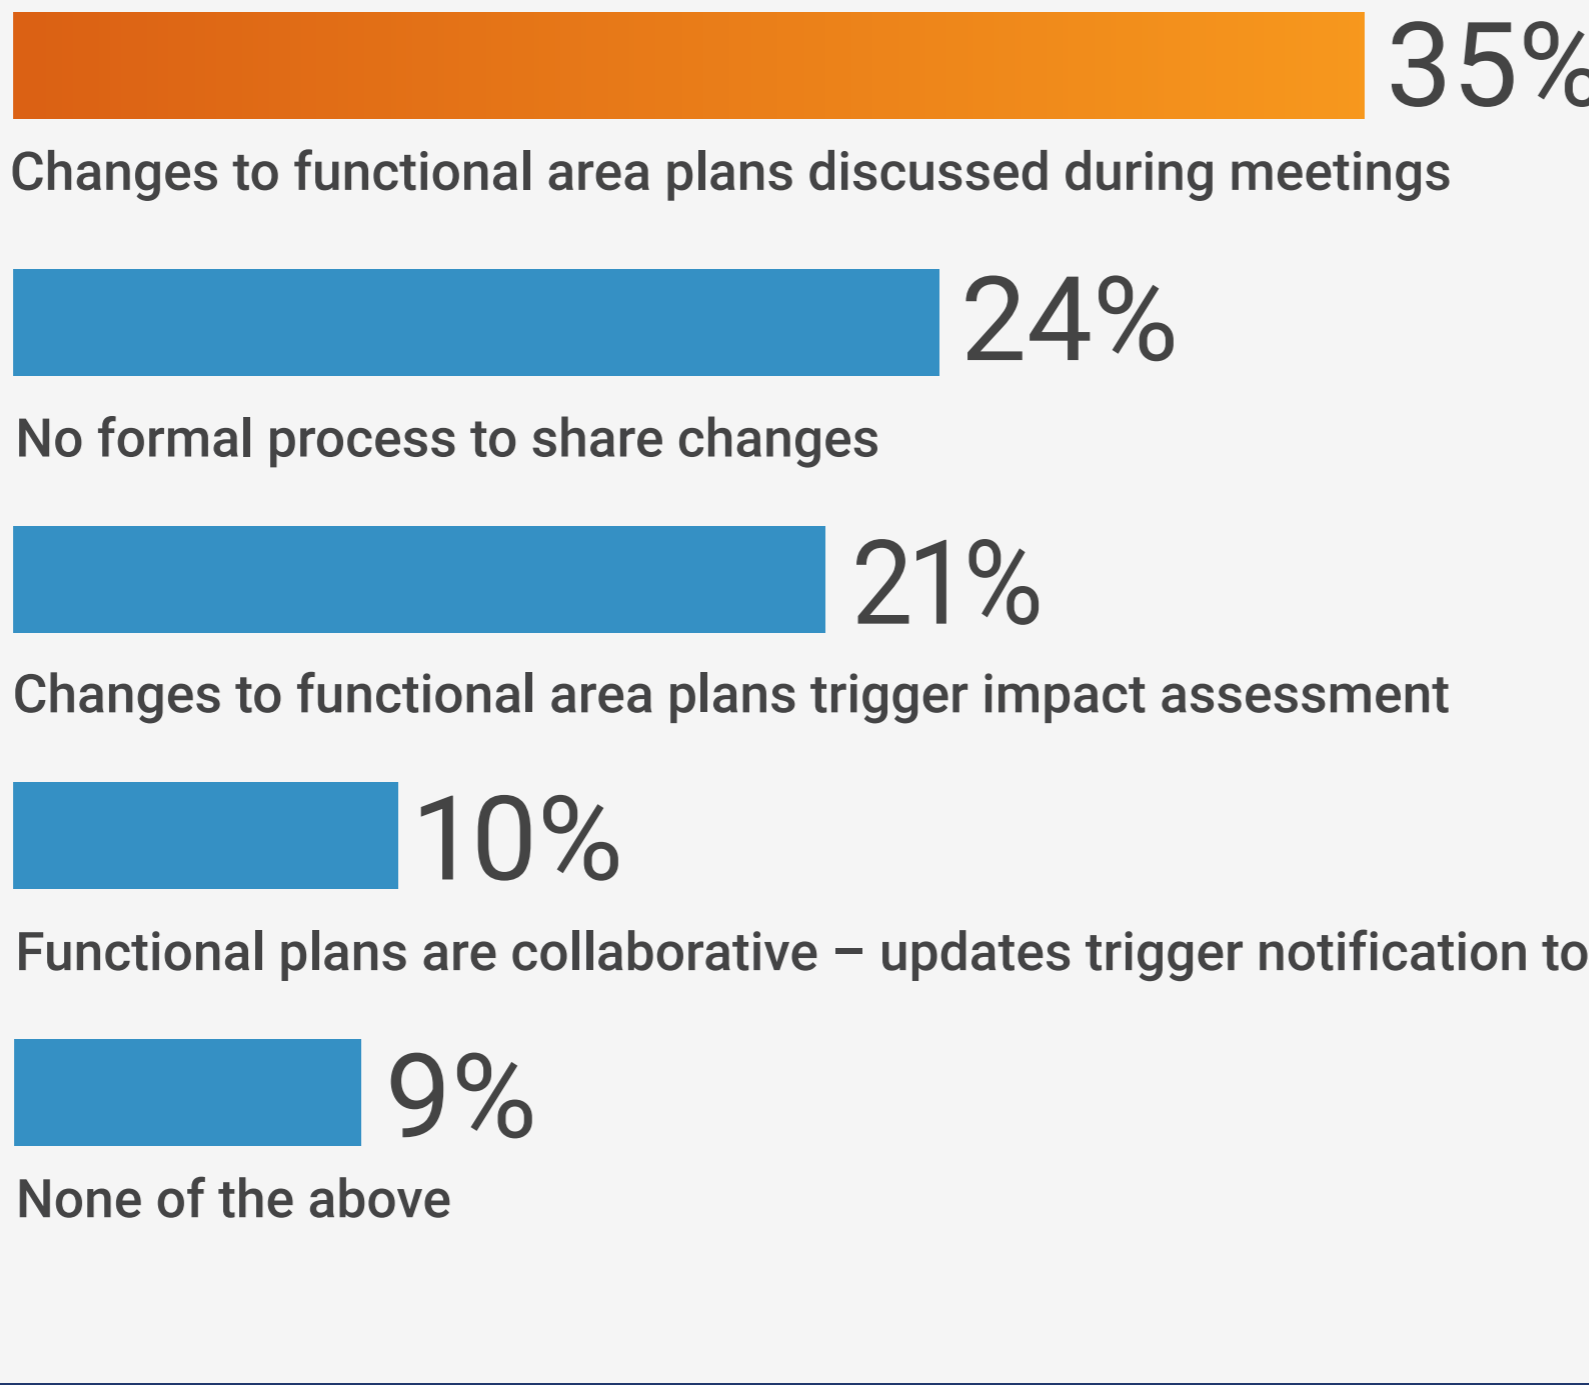 35%
Changes to functional area plans discussed during meetings
24%
No formal process to share changes
21%
Changes to functional area plans trigger impact assessment
10%
Functional plans are collaborative – updates trigger notification to
9%
None of the above